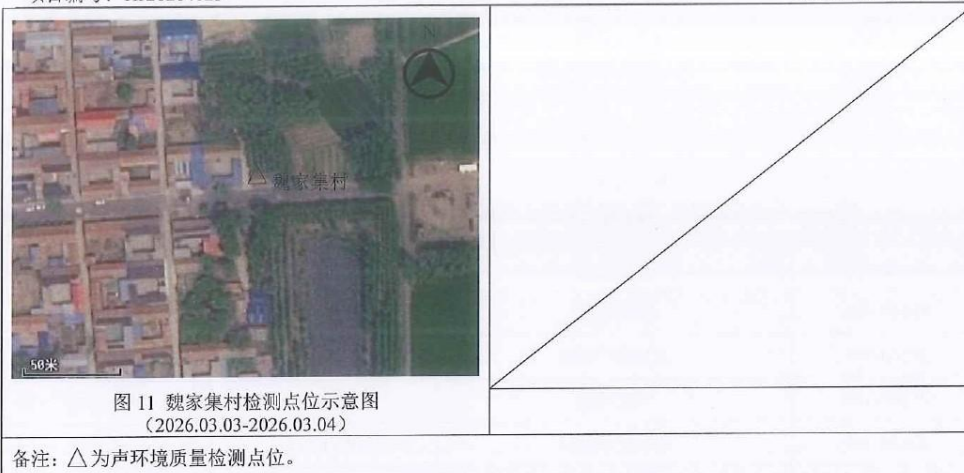 N
△ 魏家集村
50米
图 11 魏家集村检测点位示意图
（2026.03.03-2026.03.04）
备注：△为声环境质量检测点位。